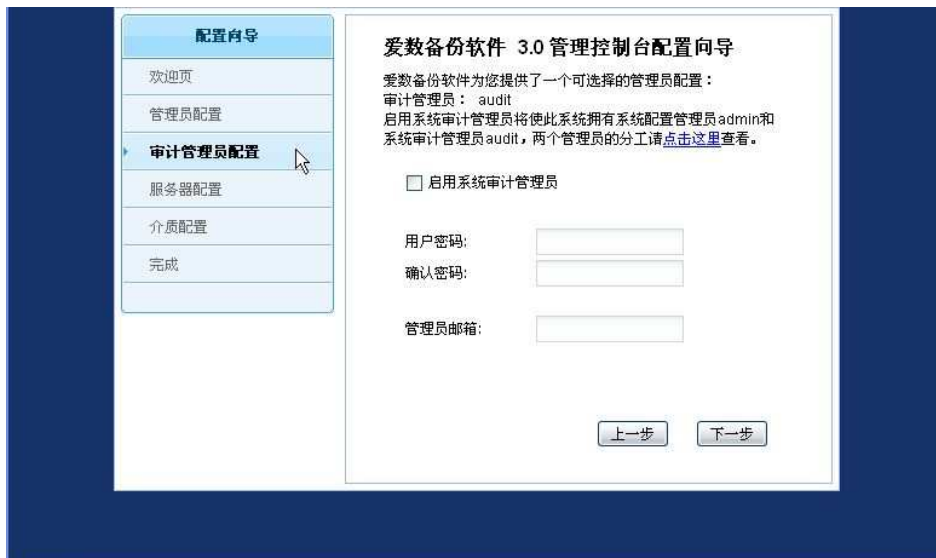 配置向导
欢迎页
管理员配置
审计管理员配置
服务器配置
介质配置
完成
爱数备份软件 3.0 管理控制台配置向导
爱数备份软件为您提供了一个可选择的管理员配置：
审计管理员： audit
启用系统审计管理员将使此系统拥有系统配置管理员admin和
系统审计管理员audit，两个管理员的分工请点击这里查看。
启用系统审计管理员
用户密码:
确认密码:
管理员邮箱:
上一步 下一步